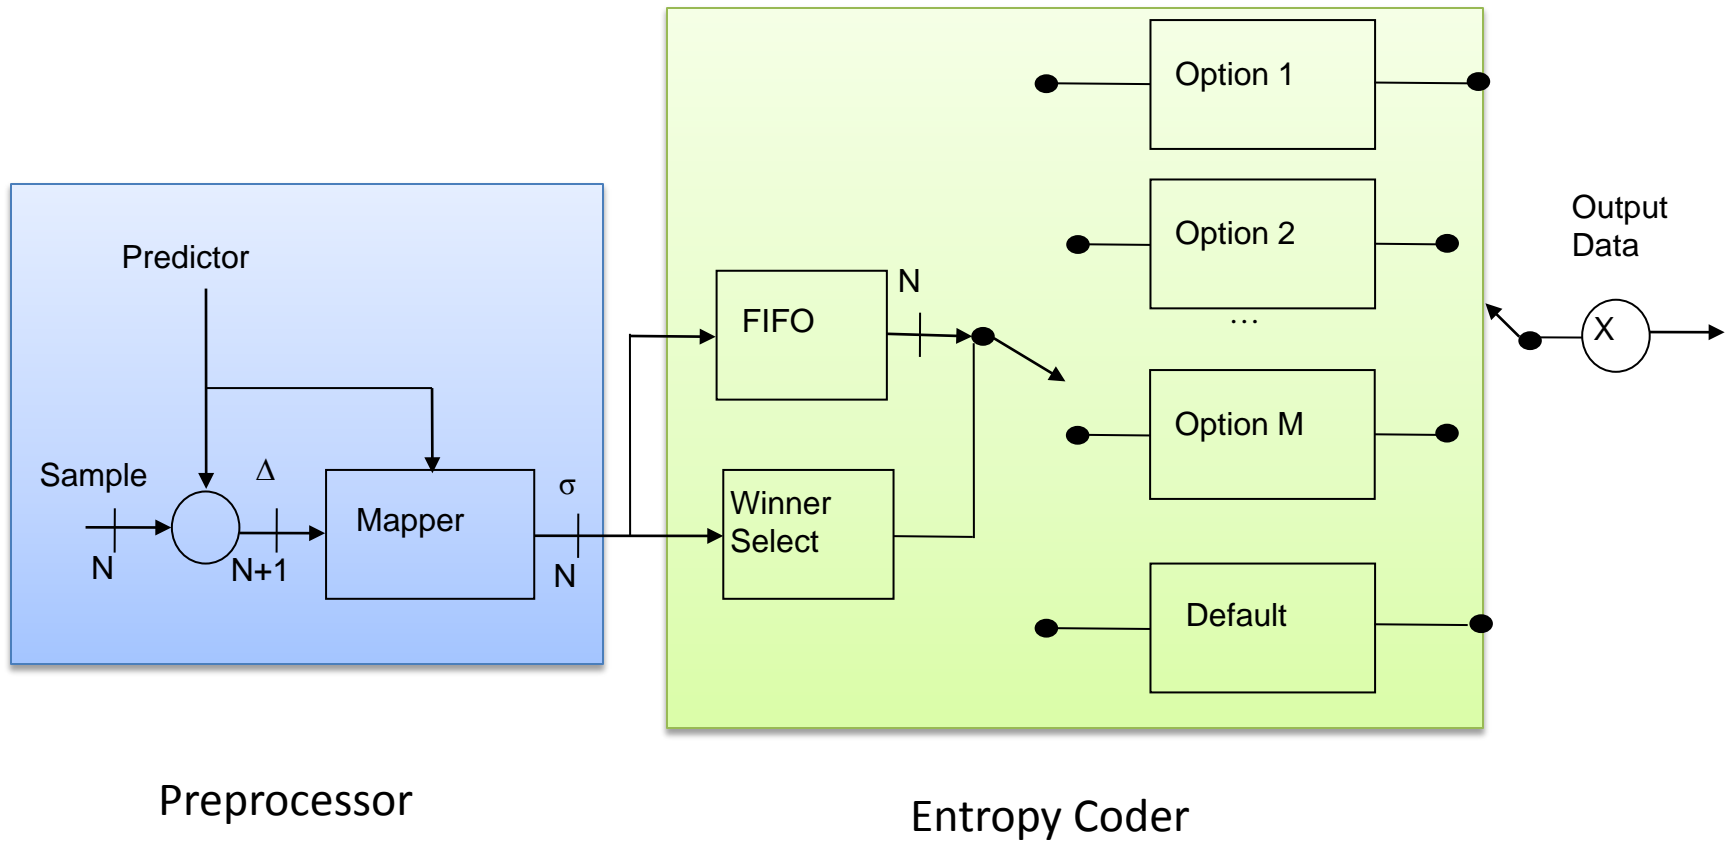 Predictor
Sample
Δ
N
N+1
Mapper
σ
N
Preprocessor
FIFO
N
Winner
Select
Option 1
Option 2
...
Option M
Default
Entropy Coder
Output
Data
X